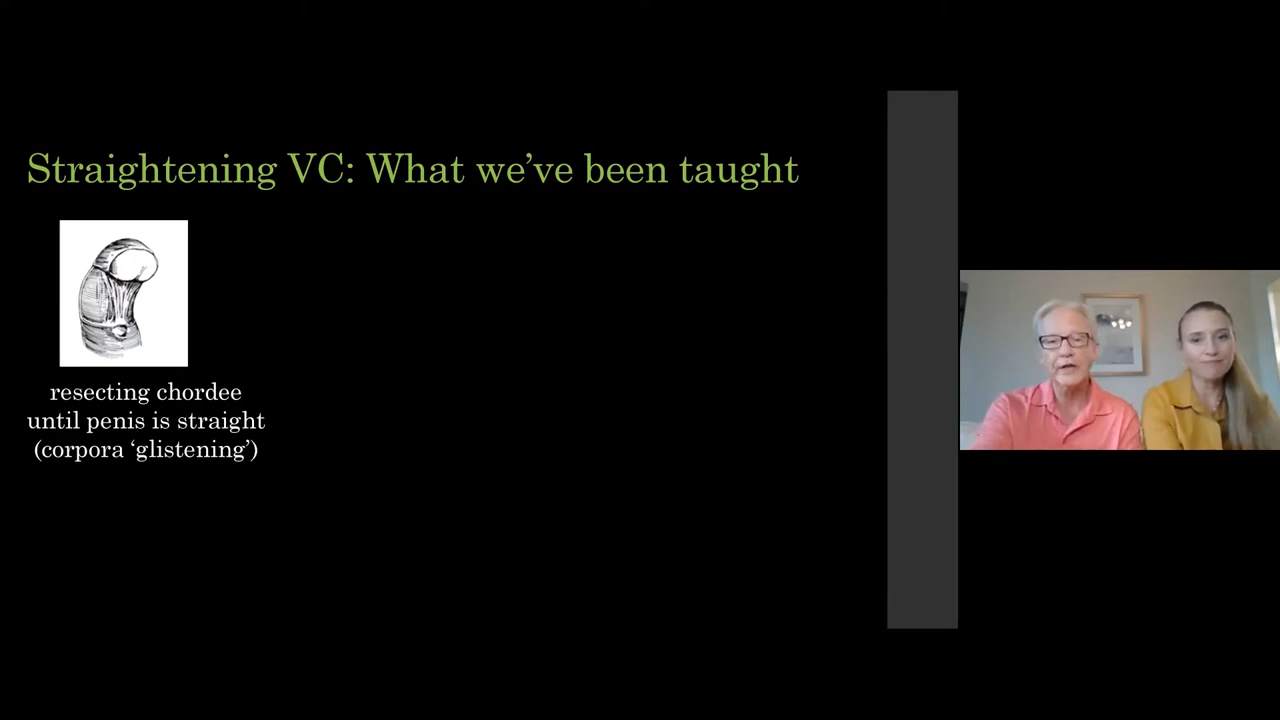 Straightening VC: What we’ve been taught
resecting chordee
until penis is straight
(corpora ‘glistening’)